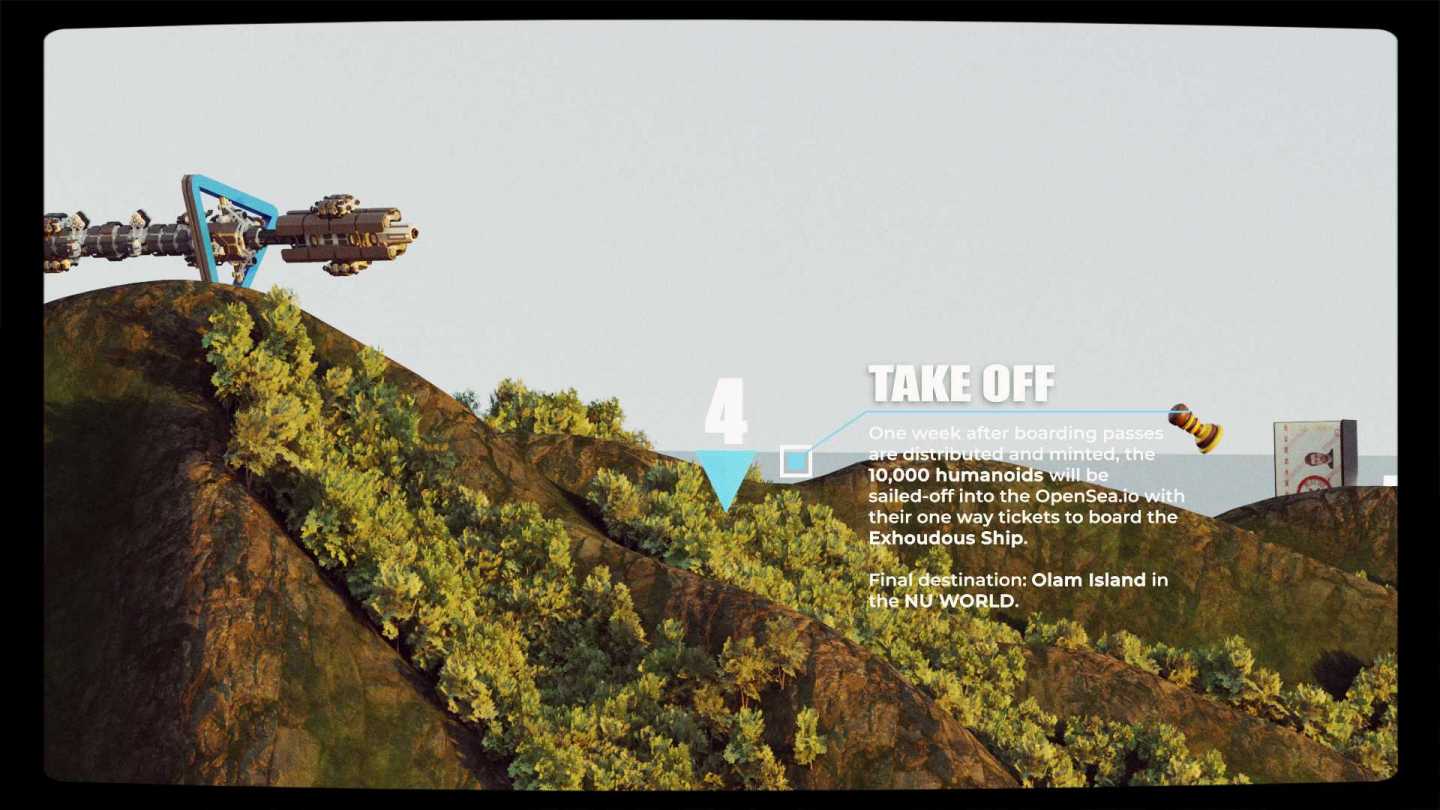 4
TAKE OFF
One week after boarding passes
are distributed and minted, the
10,000 humanoids will be
sailed-off into the OpenSea.io with
their one way tickets to board the
Exhoudous Ship.
Final destination: Olam Island in
the NU WORLD.